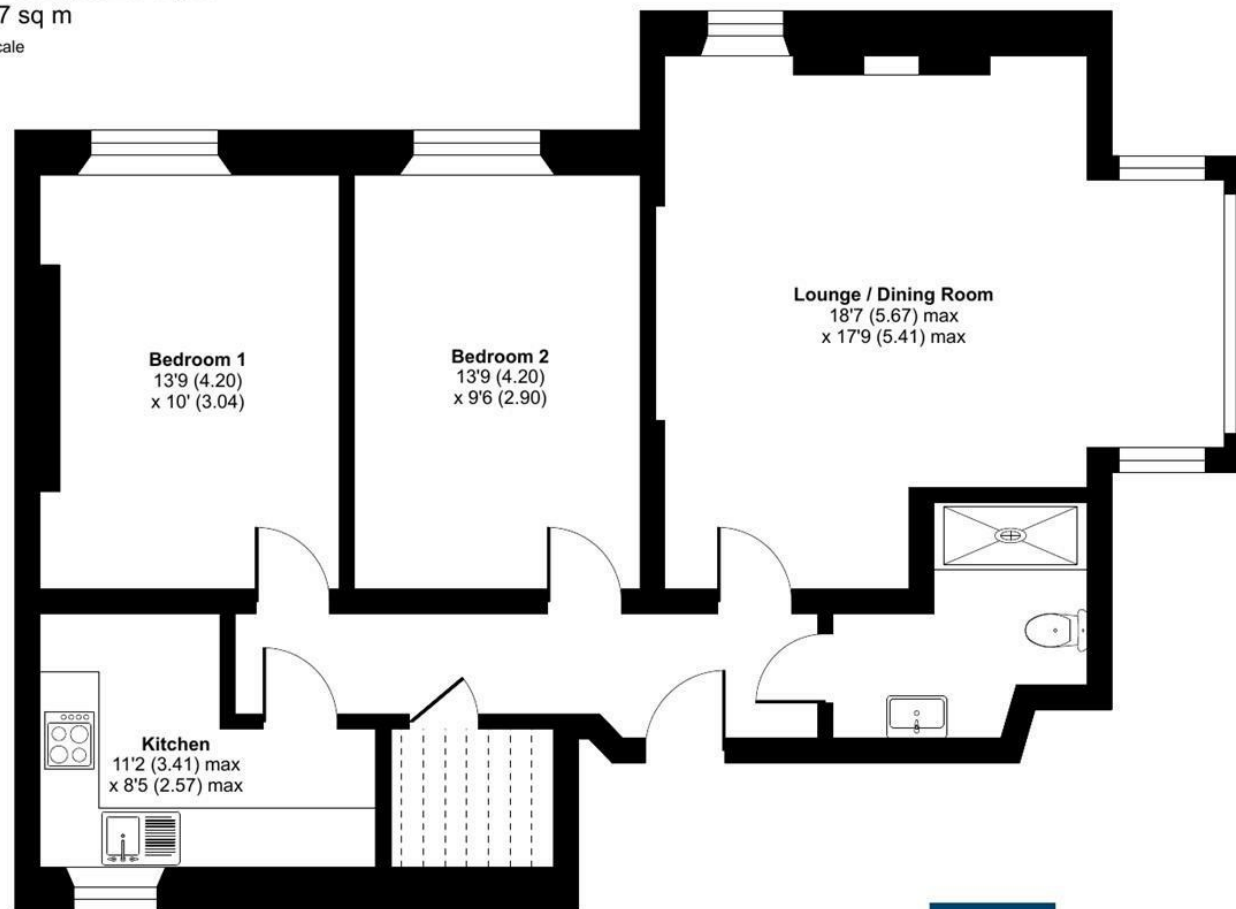 7 sq m
Lounge / Dining Room
18'7 (5.67) max
x 17'9 (5.41) max
Bedroom 1
13'9 (4.20)
x 10' (3.04)
Bedroom 2
13'9 (4.20)
x 9'6 (2.90)
Kitchen
11'2 (3.41) max
x 8'5 (2.57) max